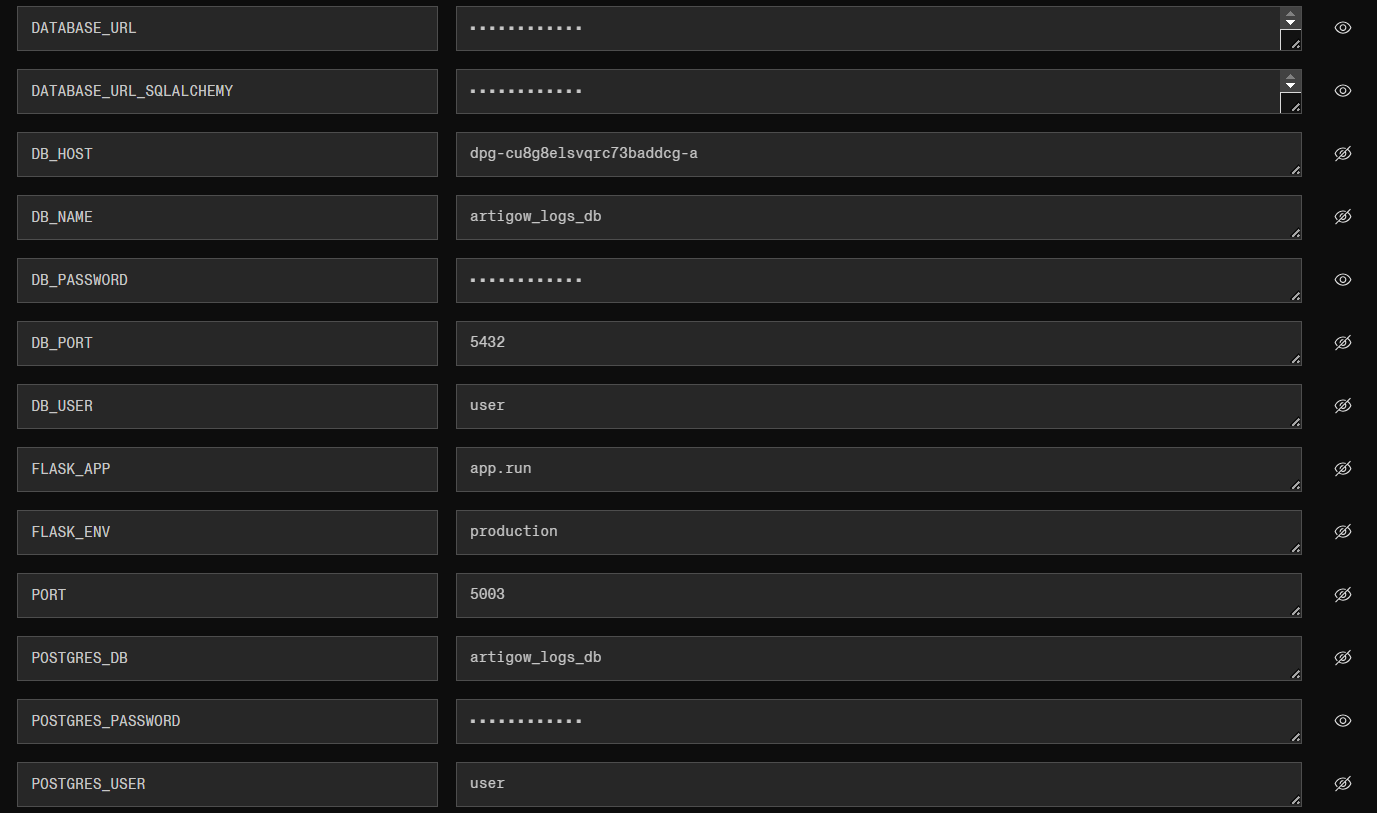 DATABASE_URL ••••••••••••
DATABASE_URL_SQLALCHEMY ••••••••••••
DB_HOST dpg-cu8g8elsvqrc73baddcg-a
DB_NAME artigow_logs_db
DB_PASSWORD ••••••••••••
DB_PORT 5432
DB_USER user
FLASK_APP app.run
FLASK_ENV production
PORT 5003
POSTGRES_DB artigow_logs_db
POSTGRES_PASSWORD ••••••••••••
POSTGRES_USER user